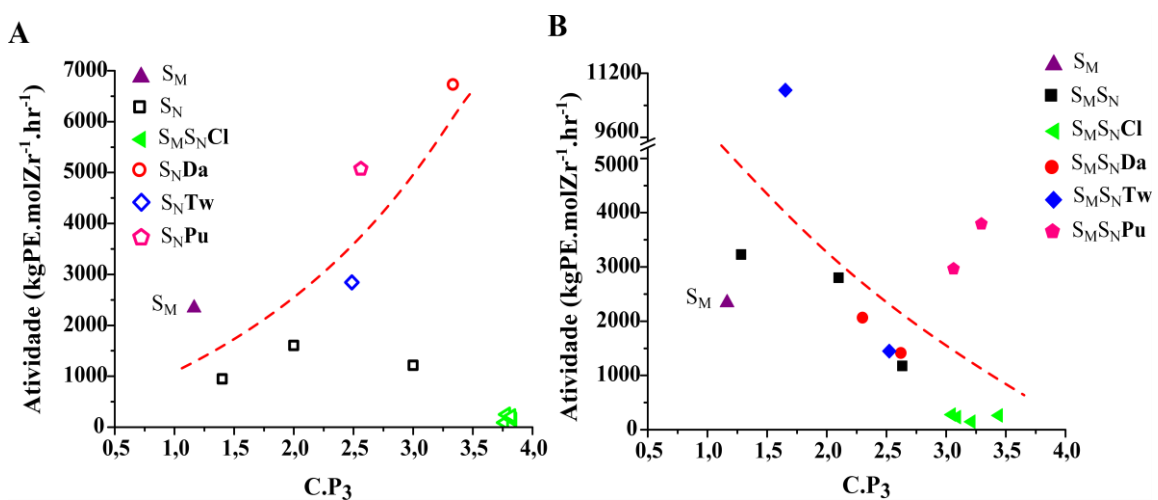 A
Atividade (kgPE.molZr⁻¹.hr⁻¹)
7000
6000
5000
4000
3000
2000
1000
0
0,5 1,0 1,5 2,0 2,5 3,0 3,5 4,0
C.P₃
S_M
S_N
S_MS_NCl
S_NDa
S_NTw
S_NPu
S_M
B
Atividade (kgPE.molZr⁻¹.hr⁻¹)
11200
9600
5000
4000
3000
2000
1000
0
0,5 1,0 1,5 2,0 2,5 3,0 3,5 4,0
C.P₃
S_M
S_MS_N
S_MS_NCl
S_MS_NDa
S_MS_NTw
S_MS_NPu
S_M